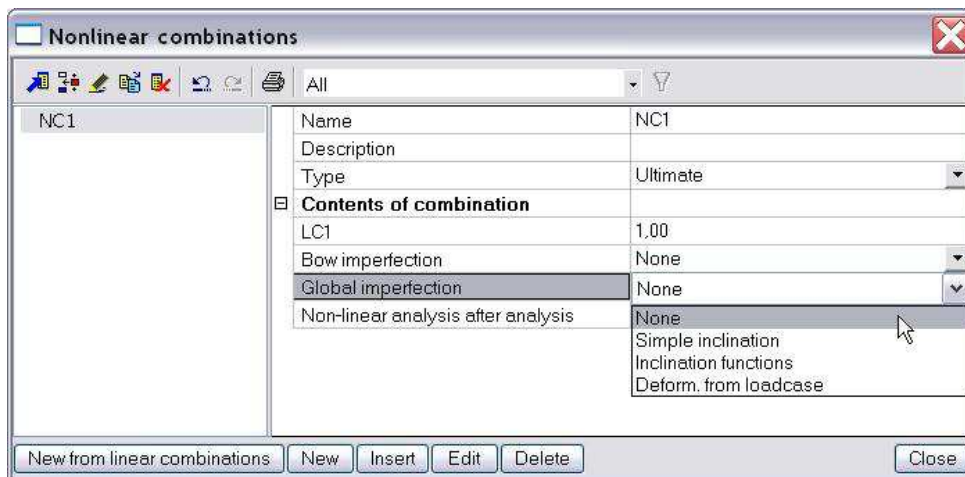 Nonlinear combinations
All
NC1
Name NC1
Description
Type Ultimate
Contents of combination
LC1 1,00
Bow imperfection None
Global imperfection None
Non-linear analysis after analysis
None
Simple inclination
Inclination functions
Deform. from loadcase
New from linear combinations New Insert Edit Delete Close